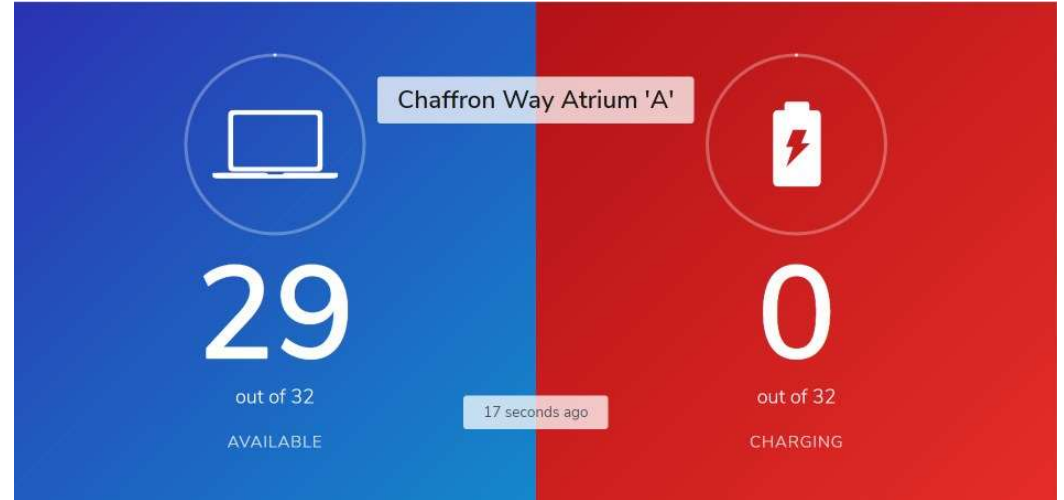 Chaffron Way Atrium 'A'
29
out of 32
AVAILABLE
0
out of 32
CHARGING
17 seconds ago